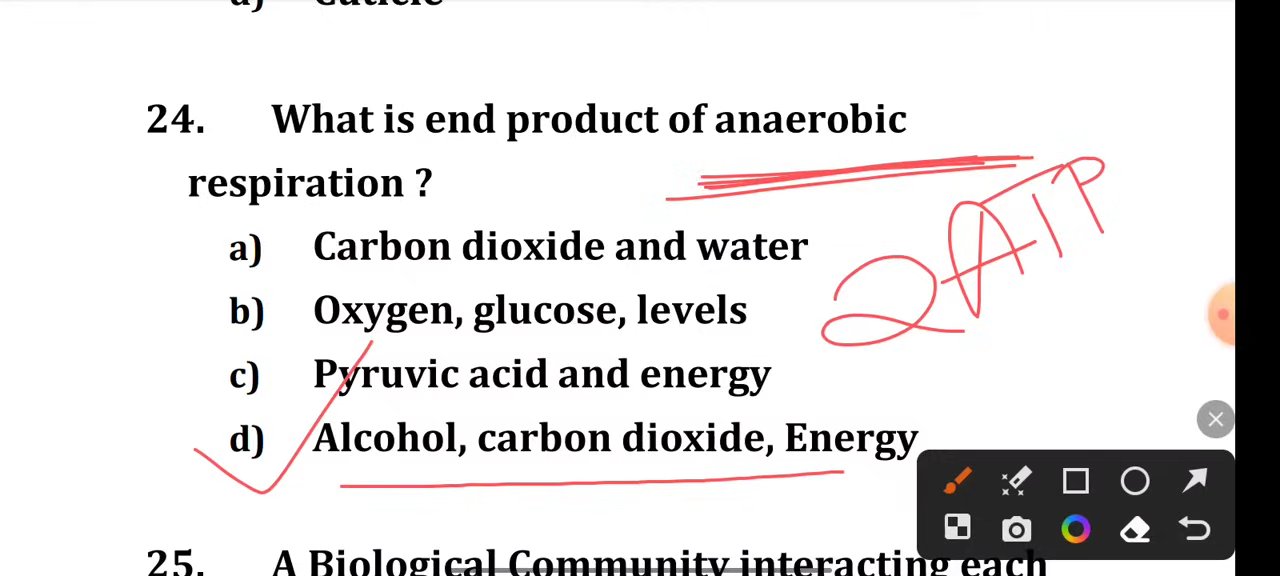 d) Cuticle
24. What is end product of anaerobic
respiration ?
a) Carbon dioxide and water
b) Oxygen, glucose, levels
c) Pyruvic acid and energy
d) Alcohol, carbon dioxide, Energy
2ATP
25. A Biological Community interacting each